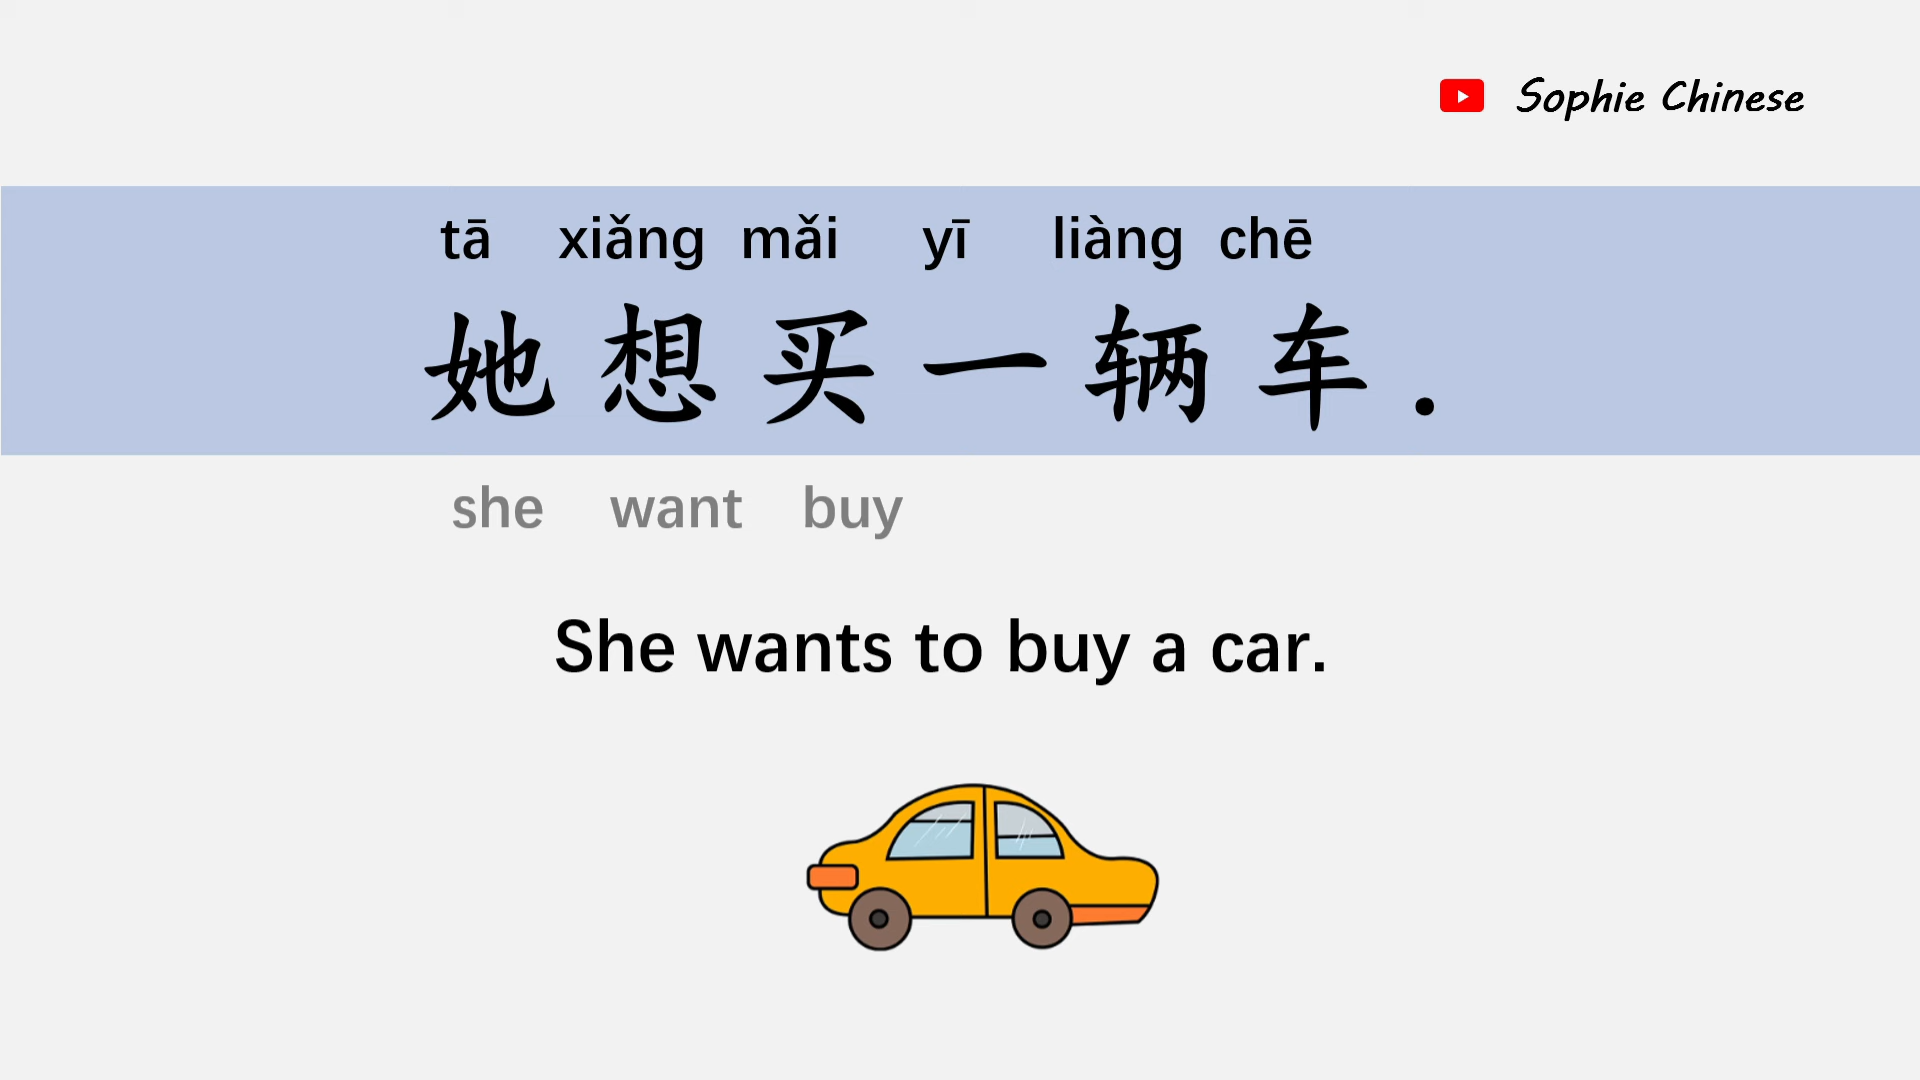 Sophie Chinese
tā xiǎng mǎi yī liàng chē
她想买一辆车.
she want buy
She wants to buy a car.